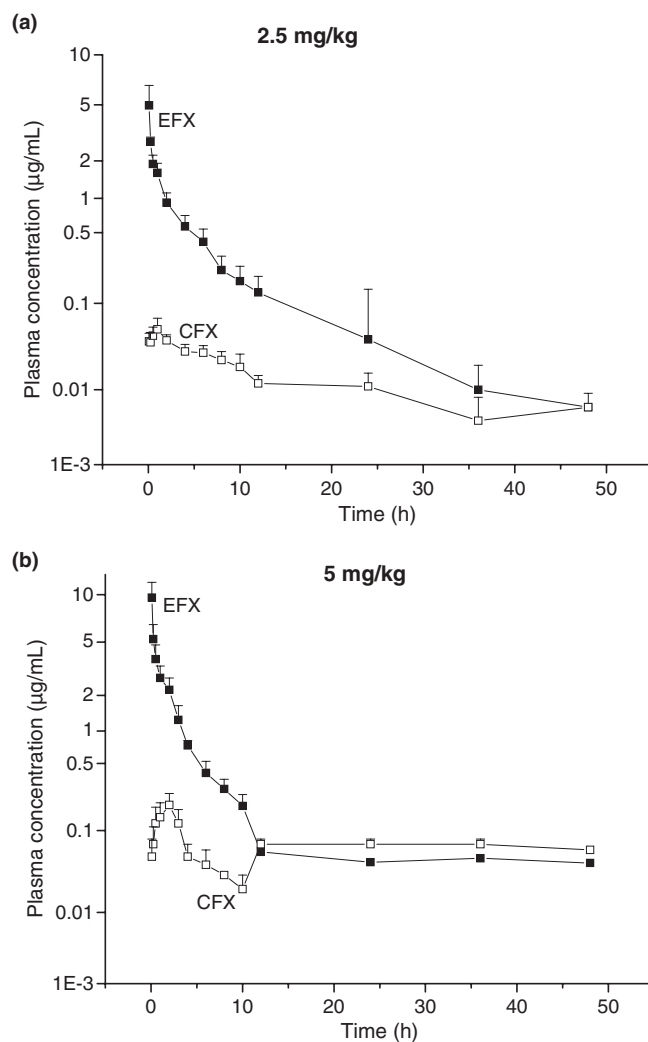 (a)
2.5 mg/kg
10
5
2
1
0.5
0.1
0.01
1E-3
Plasma concentration (µg/mL)
EFX
CFX
0 10 20 30 40 50
Time (h)
(b)
5 mg/kg
10
5
2
1
0.5
0.1
0.01
1E-3
Plasma concentration (µg/mL)
EFX
CFX
0 10 20 30 40 50
Time (h)